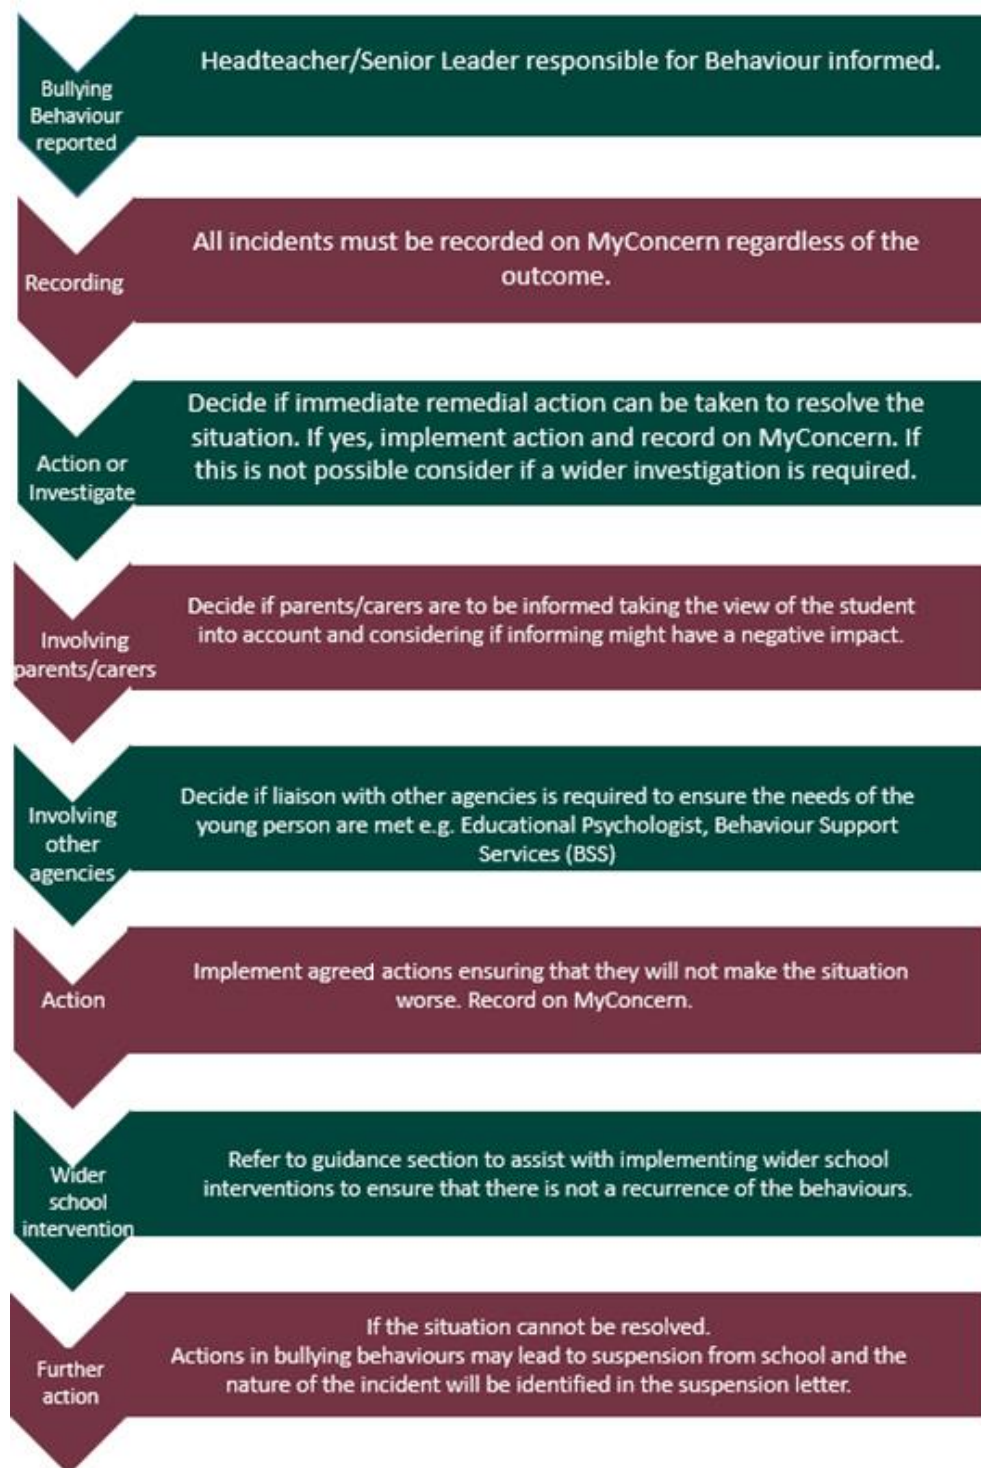 Bullying
Behaviour
reported
Headteacher/Senior Leader responsible for Behaviour informed.
Recording
All incidents must be recorded on MyConcern regardless of the
outcome.
Action or
Investigate
Decide if immediate remedial action can be taken to resolve the
situation. If yes, implement action and record on MyConcern. If
this is not possible consider if a wider investigation is required.
Involving
parents/carers
Decide if parents/carers are to be informed taking the view of the student
into account and considering if informing might have a negative impact.
Involving
other
agencies
Decide if liaison with other agencies is required to ensure the needs of the
young person are met e.g. Educational Psychologist, Behaviour Support
Services (BSS)
Action
Implement agreed actions ensuring that they will not make the situation
worse. Record on MyConcern.
Wider
school
intervention
Refer to guidance section to assist with implementing wider school
interventions to ensure that there is not a recurrence of the behaviours.
Further
action
If the situation cannot be resolved.
Actions in bullying behaviours may lead to suspension from school and the
nature of the incident will be identified in the suspension letter.